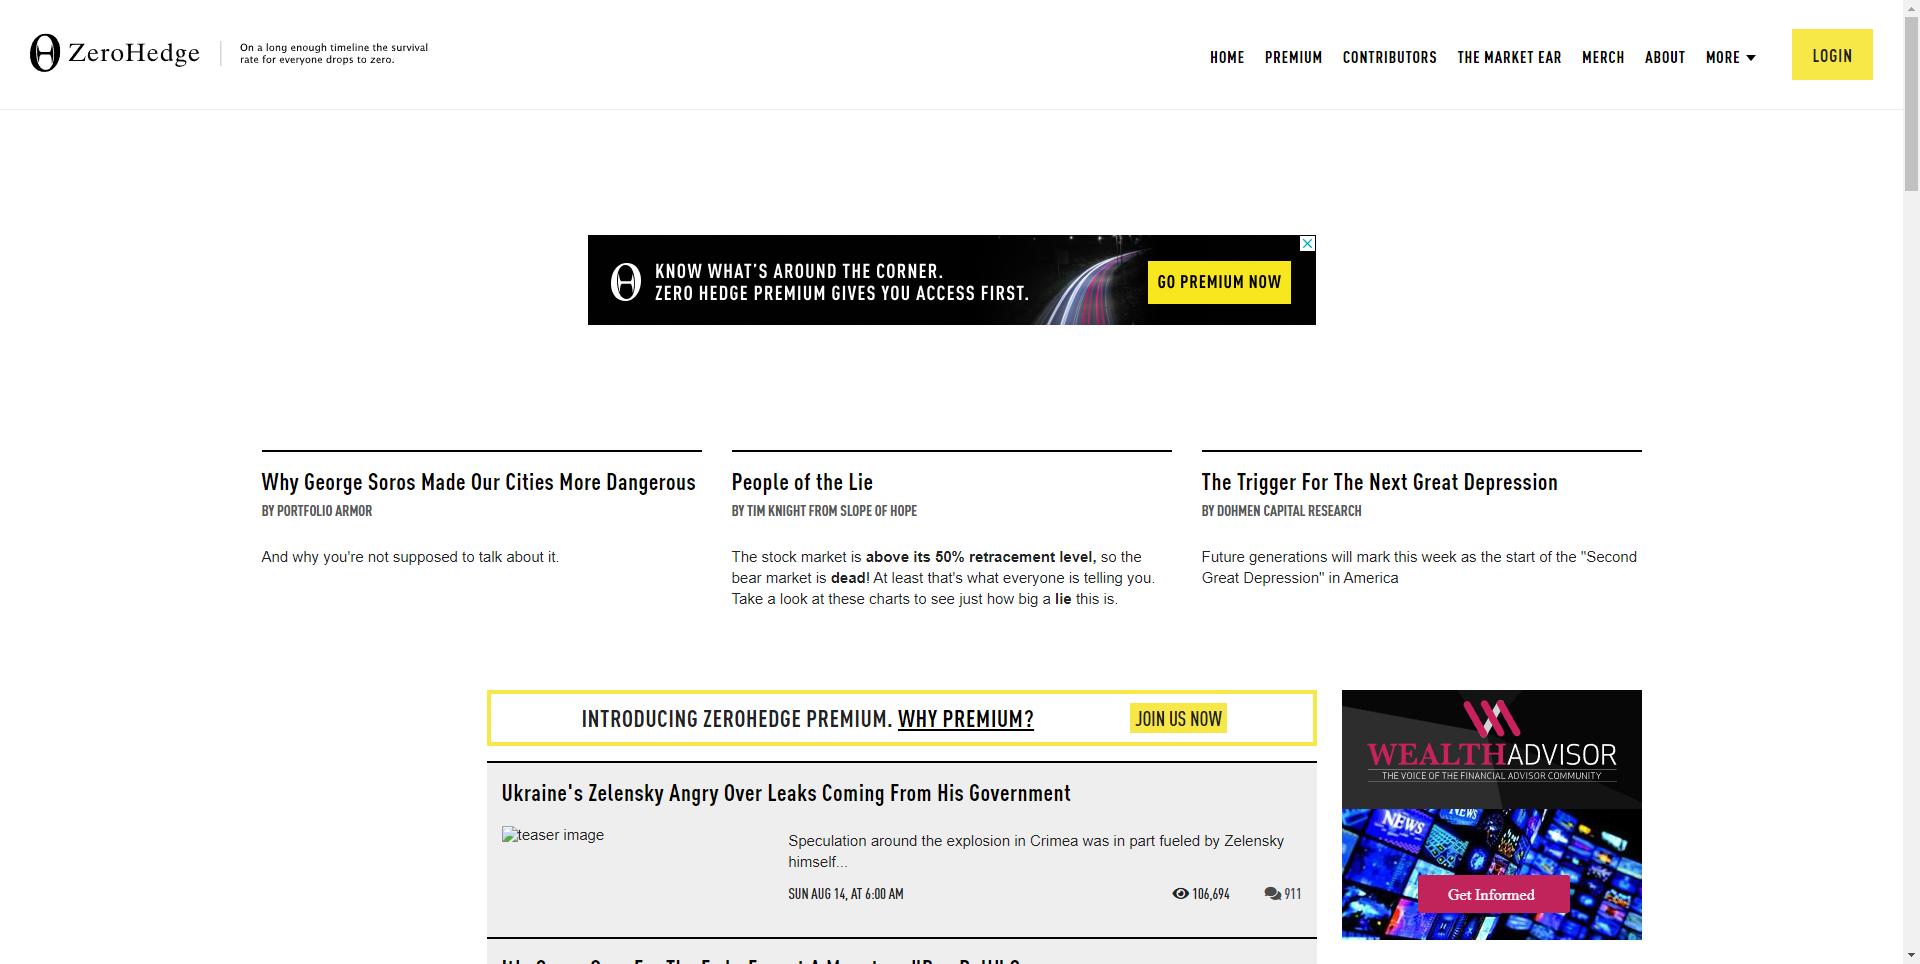 ZeroHedge
On a long enough timeline the survival
rate for everyone drops to zero.
HOME PREMIUM CONTRIBUTORS THE MARKET EAR MERCH ABOUT MORE
LOGIN
KNOW WHAT'S AROUND THE CORNER.
ZERO HEDGE PREMIUM GIVES YOU ACCESS FIRST.
GO PREMIUM NOW
Why George Soros Made Our Cities More Dangerous
BY PORTFOLIO ARMOR
And why you're not supposed to talk about it.
People of the Lie
BY TIM KNIGHT FROM SLOPE OF HOPE
The stock market is above its 50% retracement level, so the
bear market is dead! At least that's what everyone is telling you.
Take a look at these charts to see just how big a lie this is.
The Trigger For The Next Great Depression
BY DOHMEN CAPITAL RESEARCH
Future generations will mark this week as the start of the "Second
Great Depression" in America
INTRODUCING ZEROHEDGE PREMIUM. WHY PREMIUM?
JOIN US NOW
Ukraine's Zelensky Angry Over Leaks Coming From His Government
teaser image
Speculation around the explosion in Crimea was in part fueled by Zelensky
himself...
SUN AUG 14, AT 6:00 AM
106,694
911
WEALTHADVISOR
THE VOICE OF THE FINANCIAL ADVISOR COMMUNITY
NEWS
NEWS
Get Informed